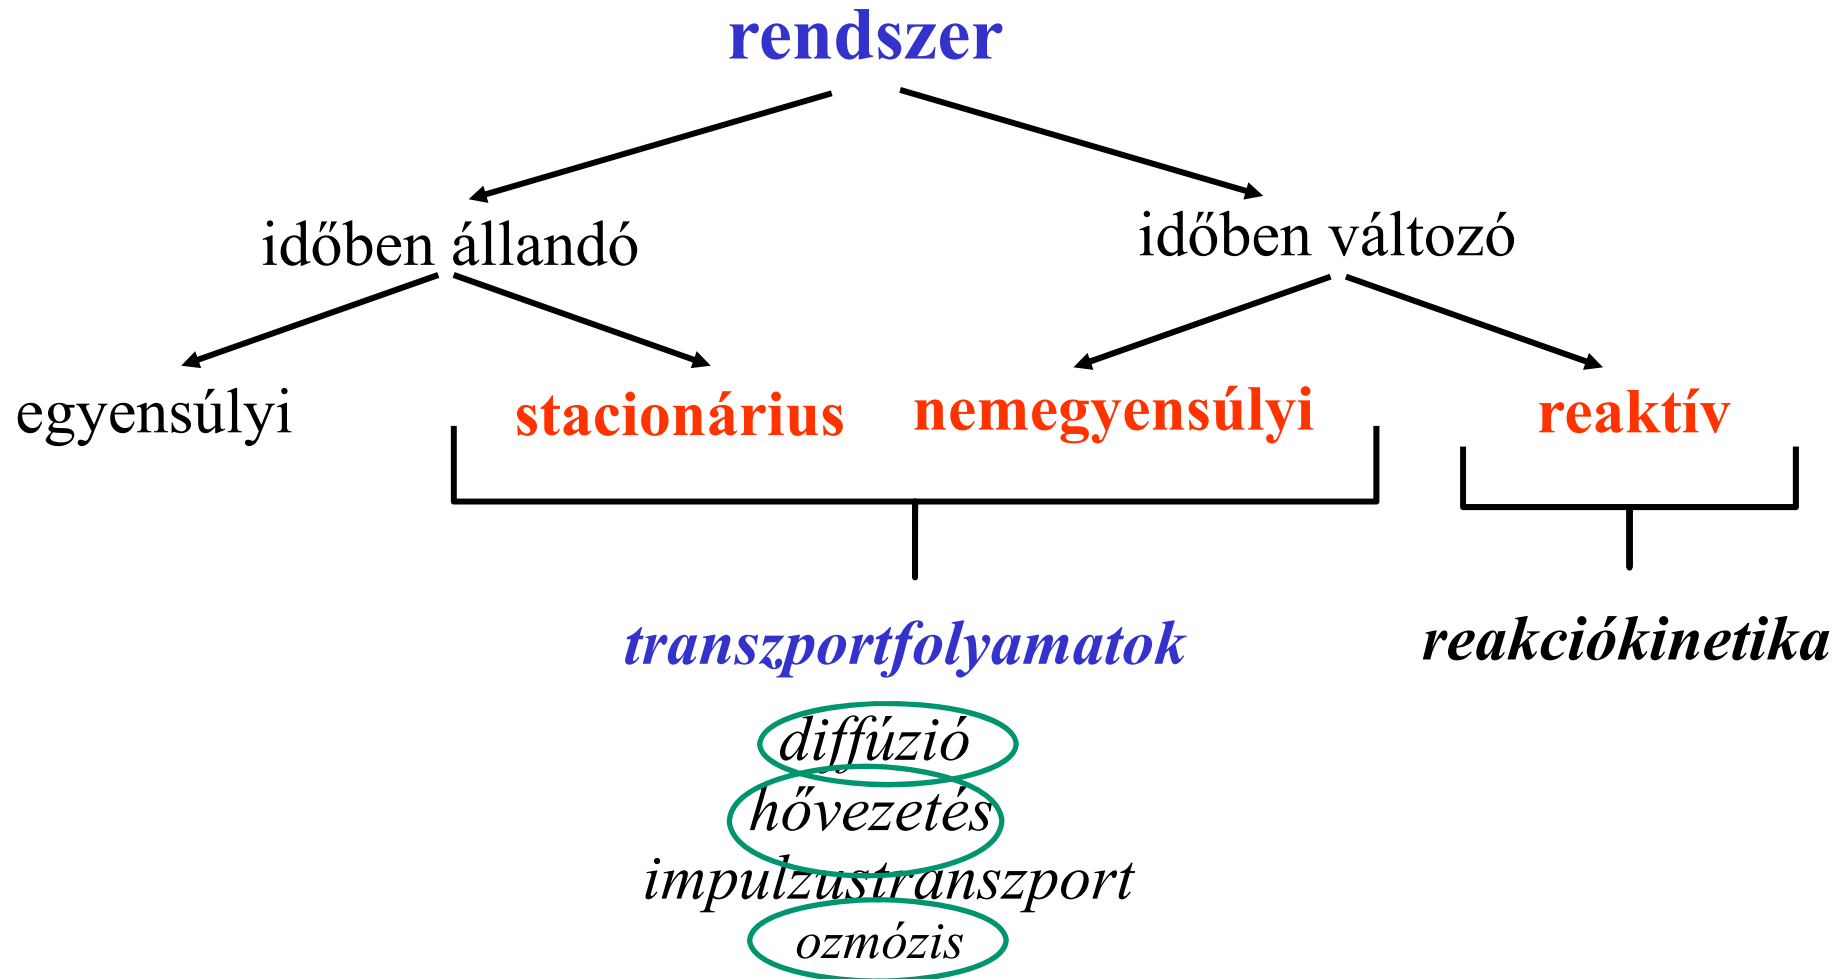 rendszer
időben állandó
időben változó
egyensúlyi
stacionárius
nemegyensúlyi
reaktív
transzportfolyamatok
reakciókinetika
diffúzió
hővezetés
impulzustranszport
ozmózis